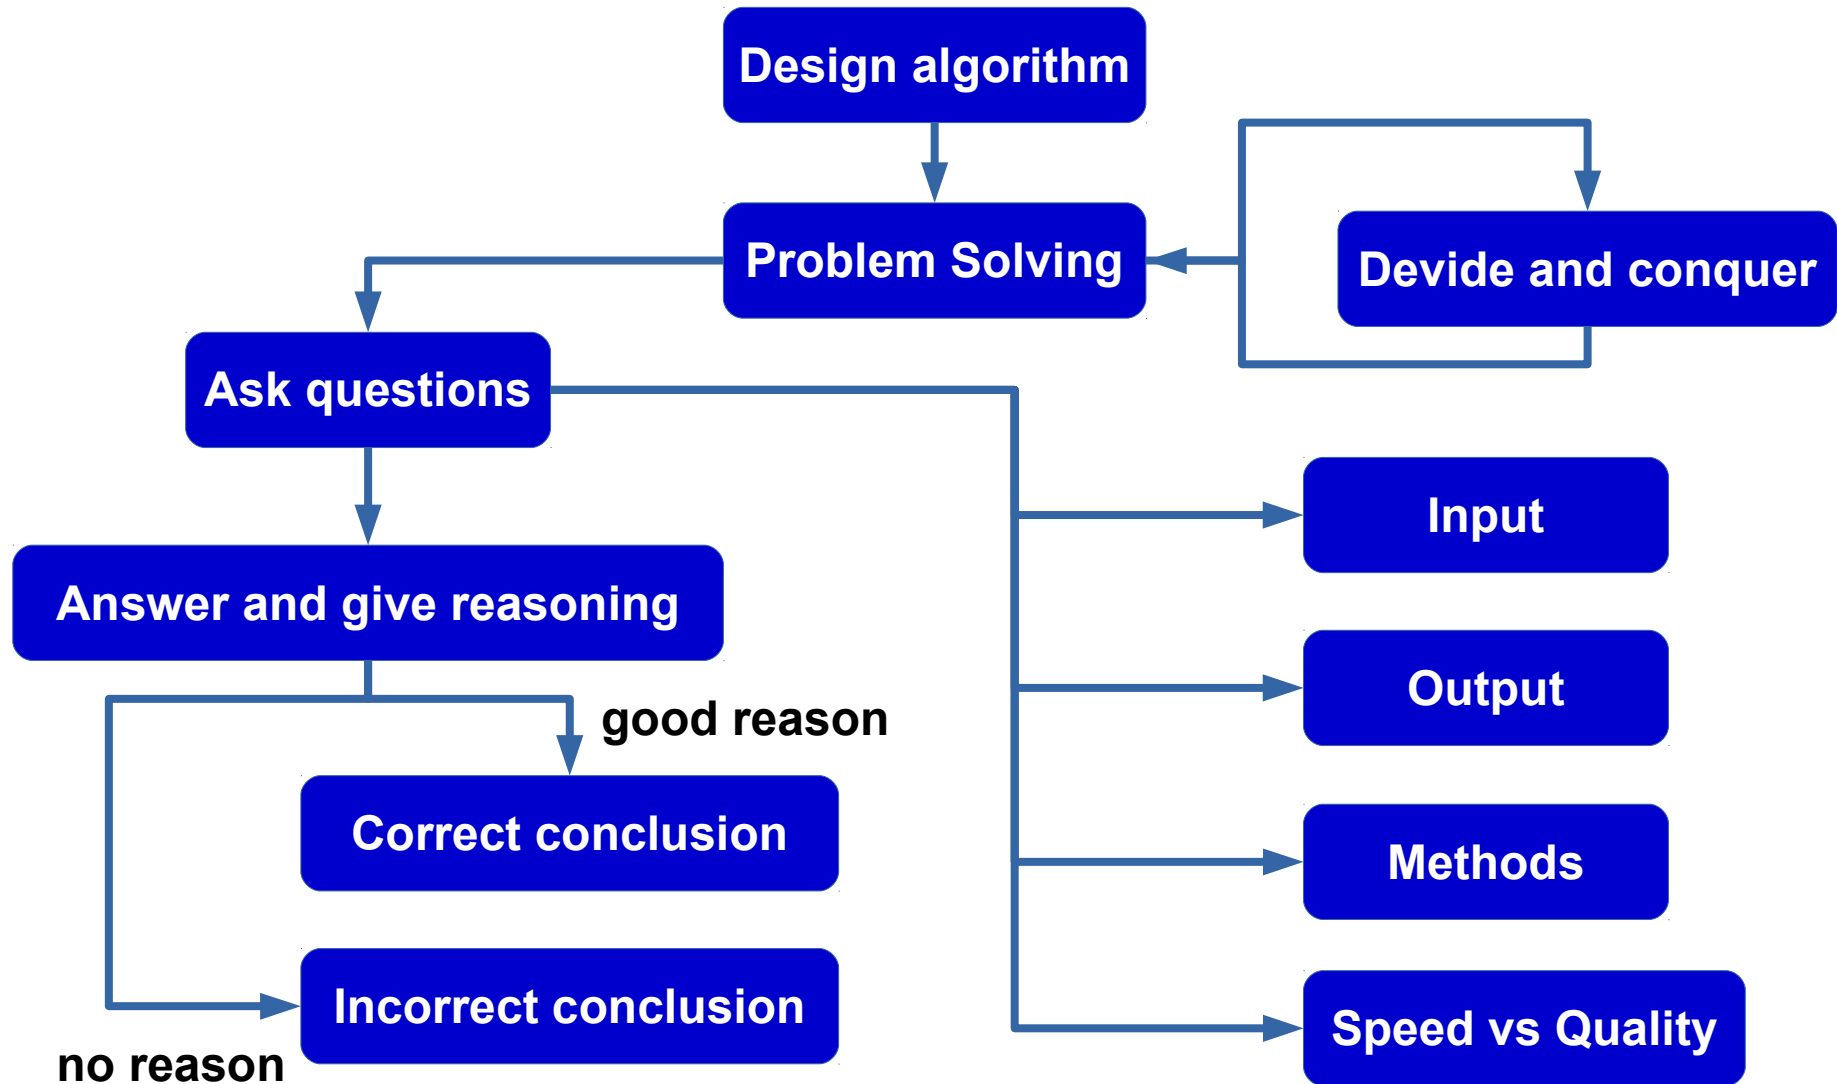 Design algorithm
Problem Solving
Devide and conquer
Ask questions
Input
Answer and give reasoning
Output
good reason
Correct conclusion
Methods
Incorrect conclusion
Speed vs Quality
no reason